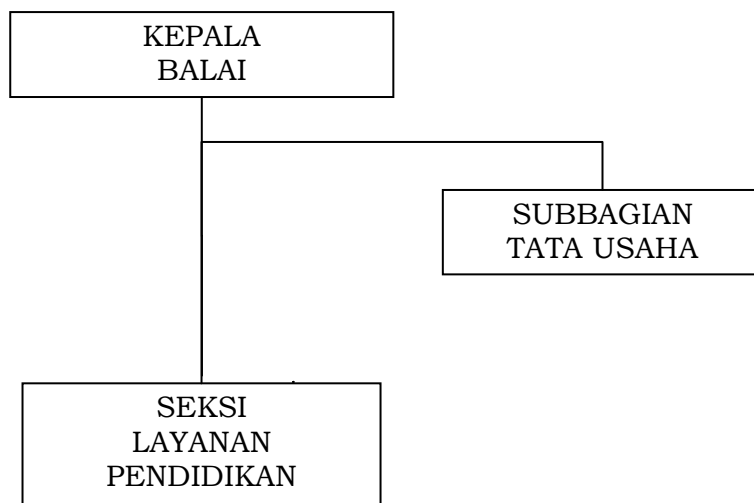 KEPALA
BALAI
SUBBAGIAN
TATA USAHA
SEKSI
LAYANAN
PENDIDIKAN